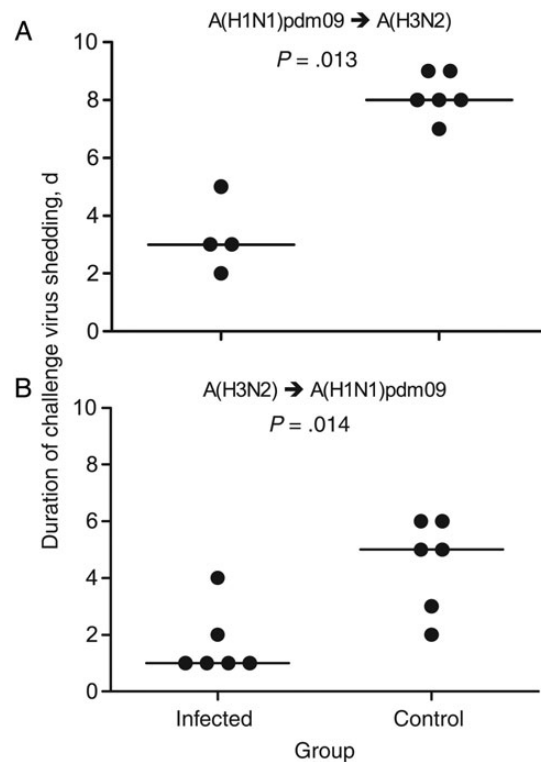 A
A(H1N1)pdm09 ➔ A(H3N2)
P = .013
10
8
6
4
2
0
Duration of challenge virus shedding, d
B
A(H3N2) ➔ A(H1N1)pdm09
P = .014
10
8
6
4
2
0
Infected Control
Group